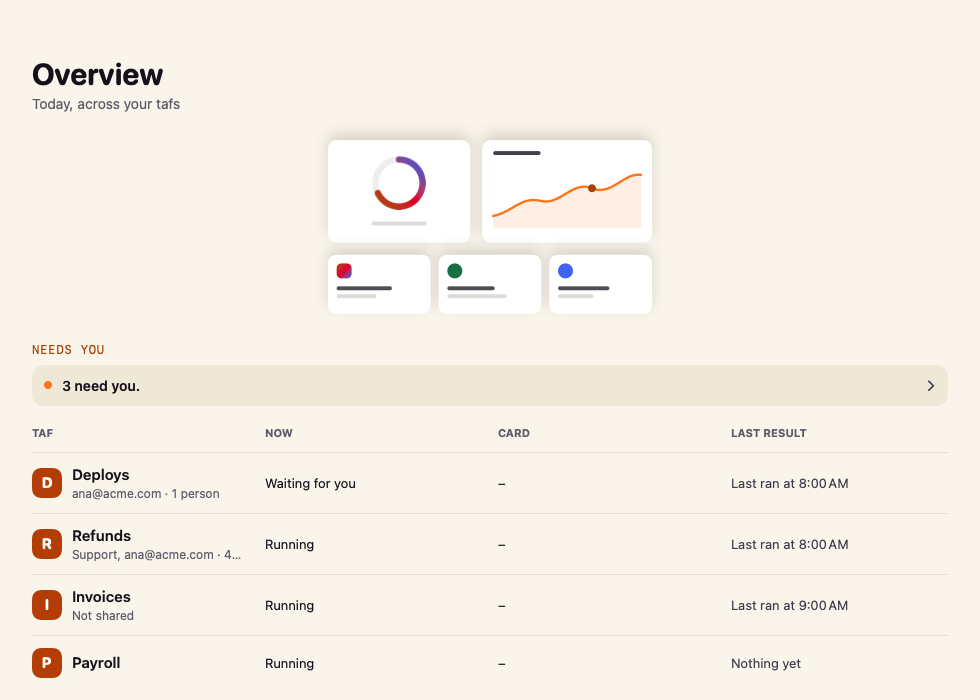 Overview
Today, across your tafs
NEEDS YOU
3 need you.
TAF NOW CARD LAST RESULT
D Deploys
ana@acme.com · 1 person
Waiting for you – Last ran at 8:00 AM
R Refunds
Support, ana@acme.com · 4…
Running – Last ran at 8:00 AM
I Invoices
Not shared
Running – Last ran at 9:00 AM
P Payroll
Running – Nothing yet